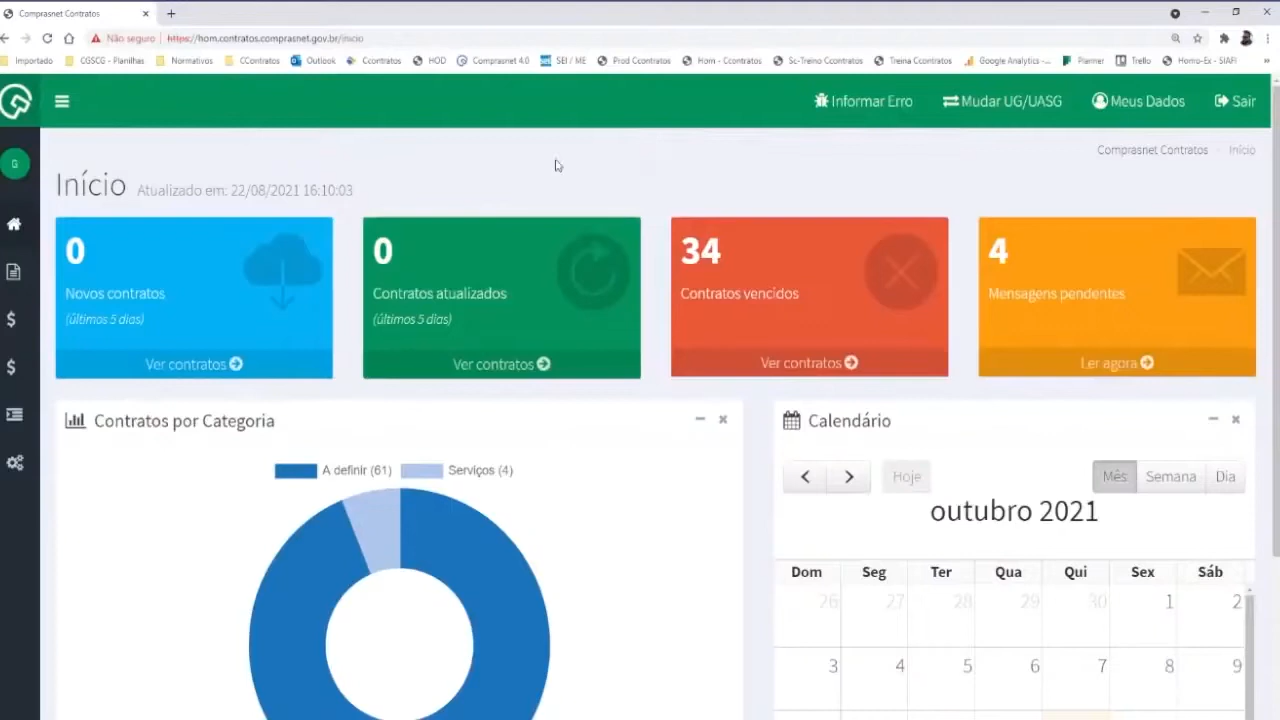 Comprasnet Contratos
Não seguro https://hom.contratos.comprasnet.gov.br/inicio
Importado CGSCG - Planilhas Normativos CContratos Outlook Ccontratos HOD Comprasnet 4.0 SEI / ME Prod Ccontratos Hom - Ccontratos Sc-Treino Ccontratos Treina Ccontratos Google Analytics -... Planner Trello Homo-Ex - SIAFI »
Informar Erro Mudar UG/UASG Meus Dados Sair
Comprasnet Contratos Início
G
Início Atualizado em: 22/08/2021 16:10:03
0
Novos contratos
(últimos 5 dias)
Ver contratos
0
Contratos atualizados
(últimos 5 dias)
Ver contratos
34
Contratos vencidos
Ver contratos
4
Mensagens pendentes
Ler agora
Contratos por Categoria
A definir (61) Serviços (4)
Calendário
Hoje Mês Semana Dia
outubro 2021
Dom Seg Ter Qua Qui Sex Sáb
26 27 28 29 30 1 2
3 4 5 6 7 8 9